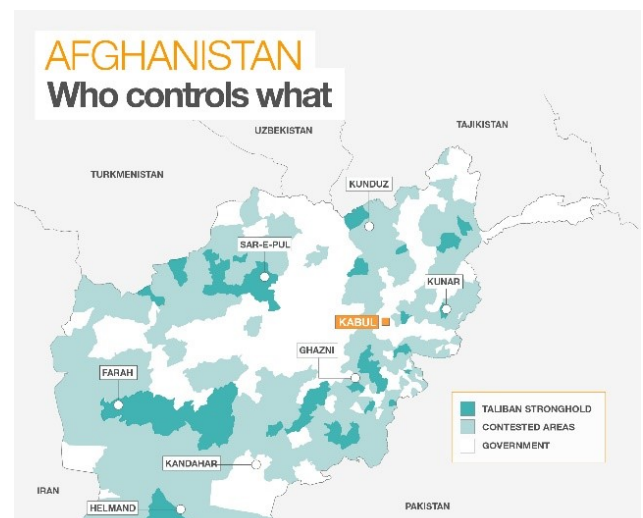 AFGHANISTAN
Who controls what
UZBEKISTAN
TAJIKISTAN
TURKMENISTAN
KUNDUZ
SAR-E-PUL
KUNAR
KABUL
GHAZNI
FARAH
TALIBAN STRONGHOLD
CONTESTED AREAS
GOVERNMENT
KANDAHAR
IRAN
HELMAND
PAKISTAN